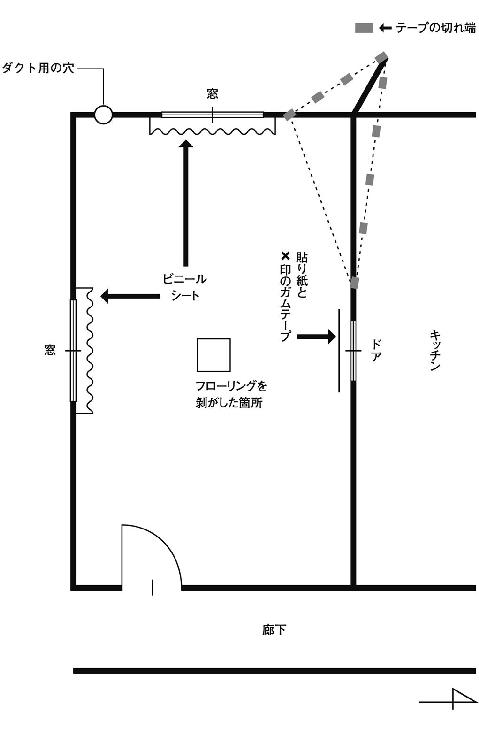 テープの切れ端
ダクト用の穴
窓
ビニール
シート
貼り紙と
×印のガムテープ
窓
ドア
キッチン
フローリングを
剝がした箇所
廊下